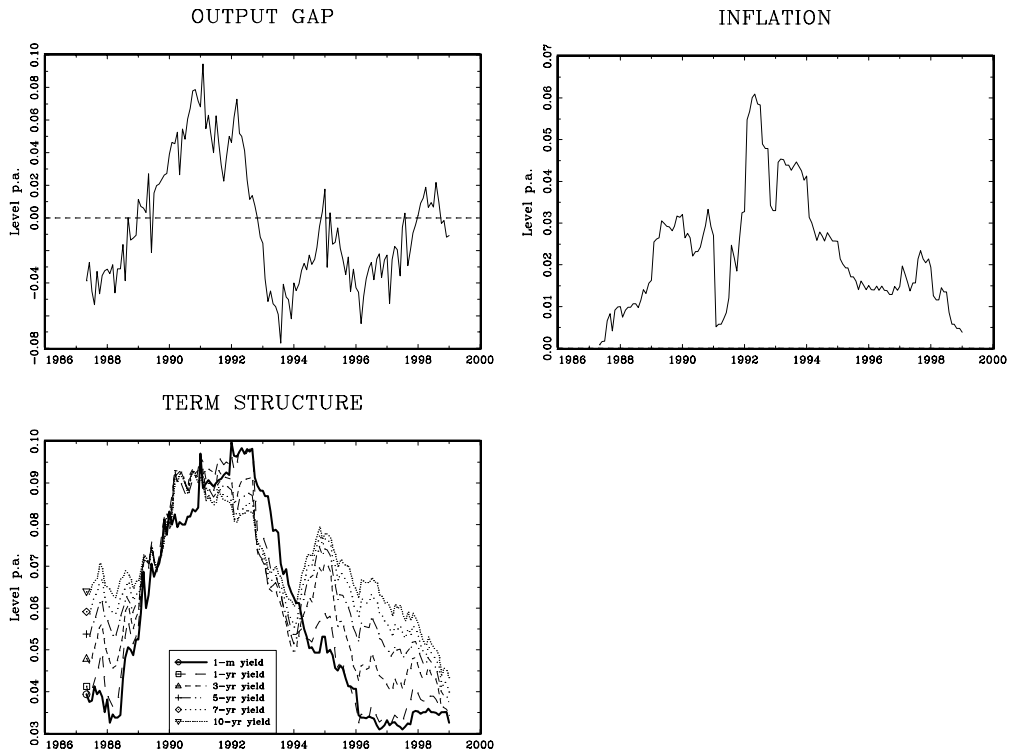 OUTPUT GAP
Level p.a.
0.10
0.08
0.06
0.04
0.02
0.00
−0.04
−0.08
1966 1988 1990 1992 1994 1996 1998 2000
INFLATION
Level p.a.
0.07
0.06
0.05
0.04
0.03
0.02
0.01
0.00
1966 1988 1990 1992 1994 1996 1998 2000
TERM STRUCTURE
Level p.a.
0.10
0.09
0.08
0.07
0.06
0.05
0.04
0.03
1-m yield
1-yr yield
3-yr yield
5-yr yield
7-yr yield
10-yr yield
1966 1988 1990 1992 1994 1996 1998 2000